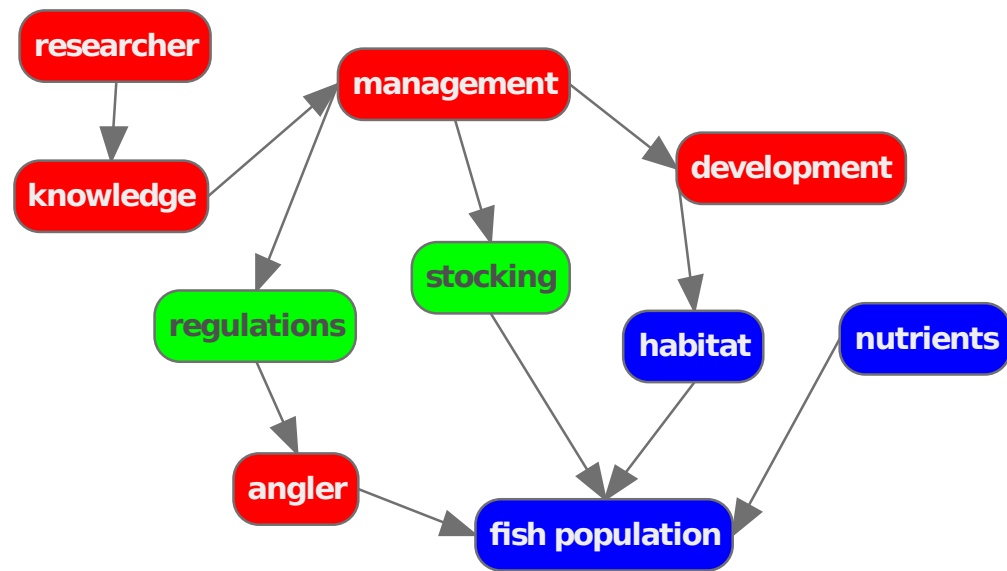 researcher
management
development
knowledge
stocking
regulations
habitat
nutrients
angler
fish population